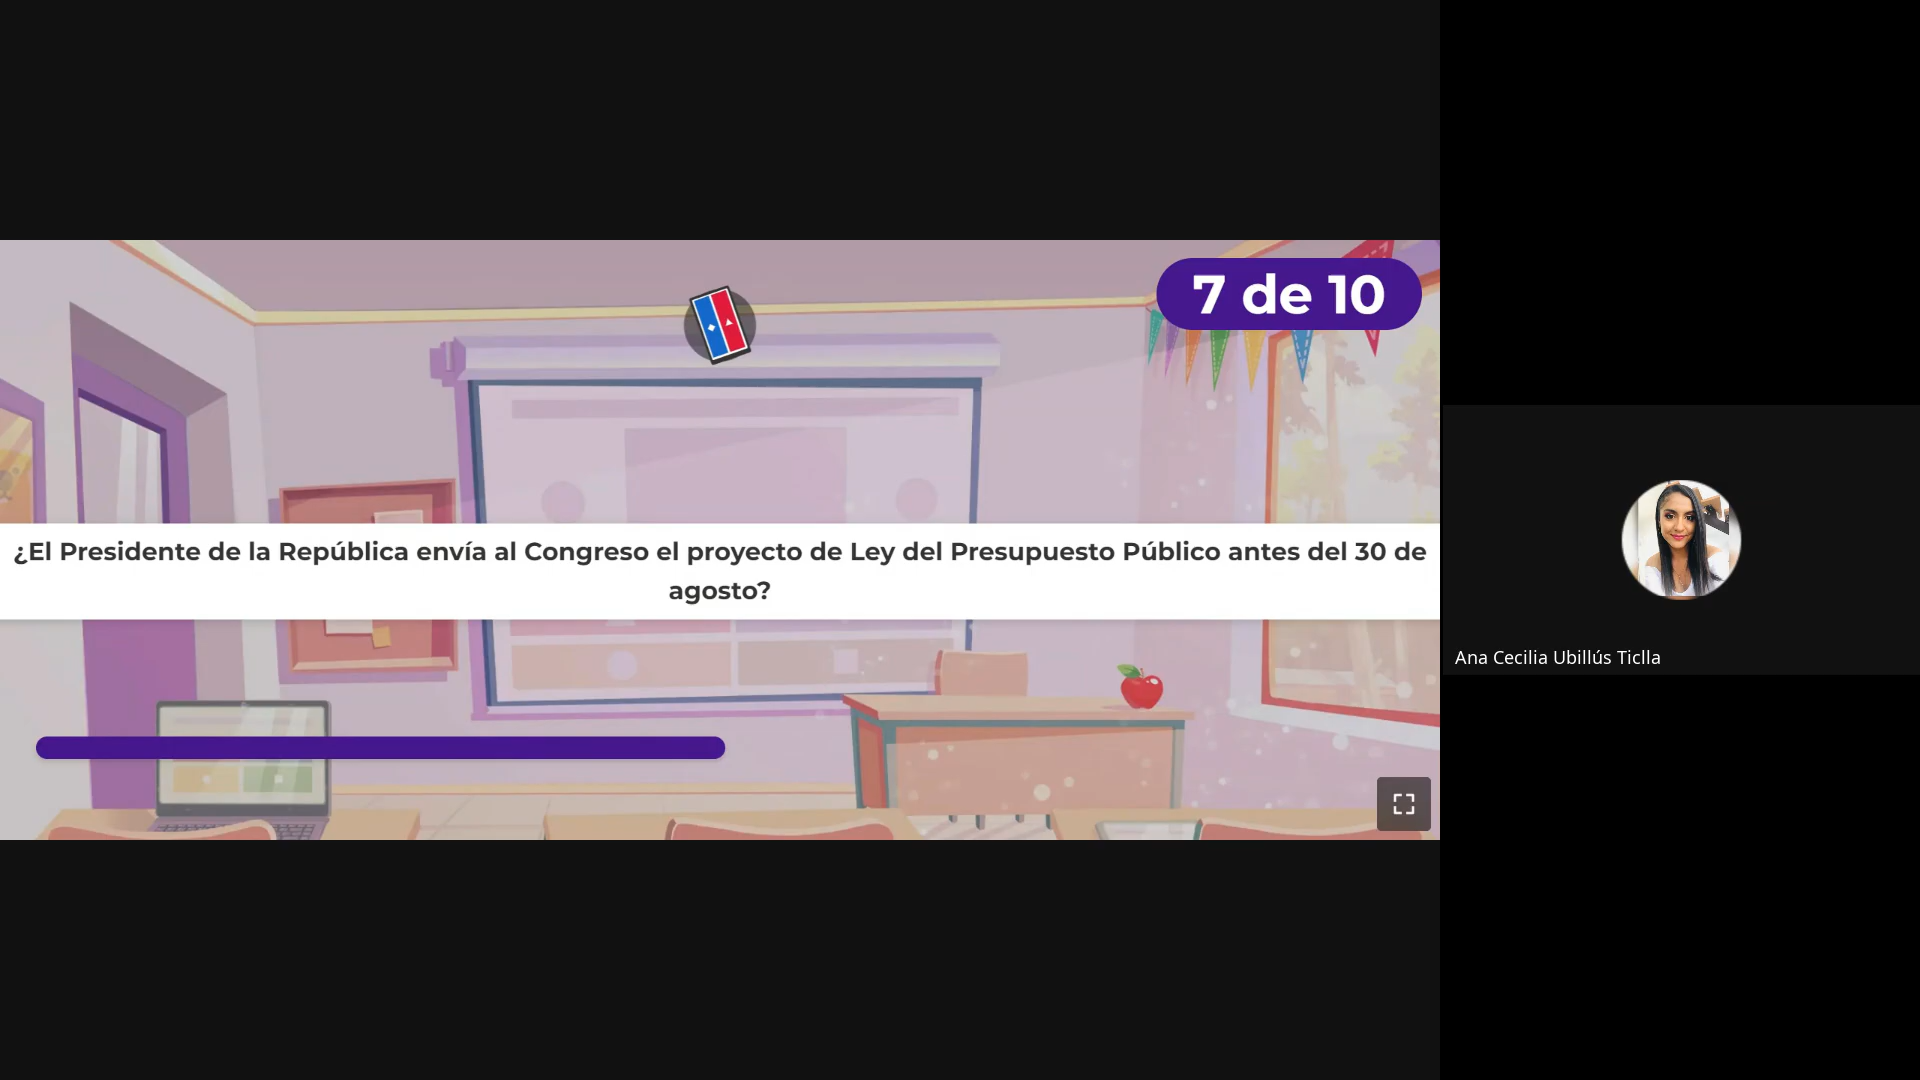 7 de 10
¿El Presidente de la República envía al Congreso el proyecto de Ley del Presupuesto Público antes del 30 de
agosto?
Ana Cecilia Ubillús Ticlla